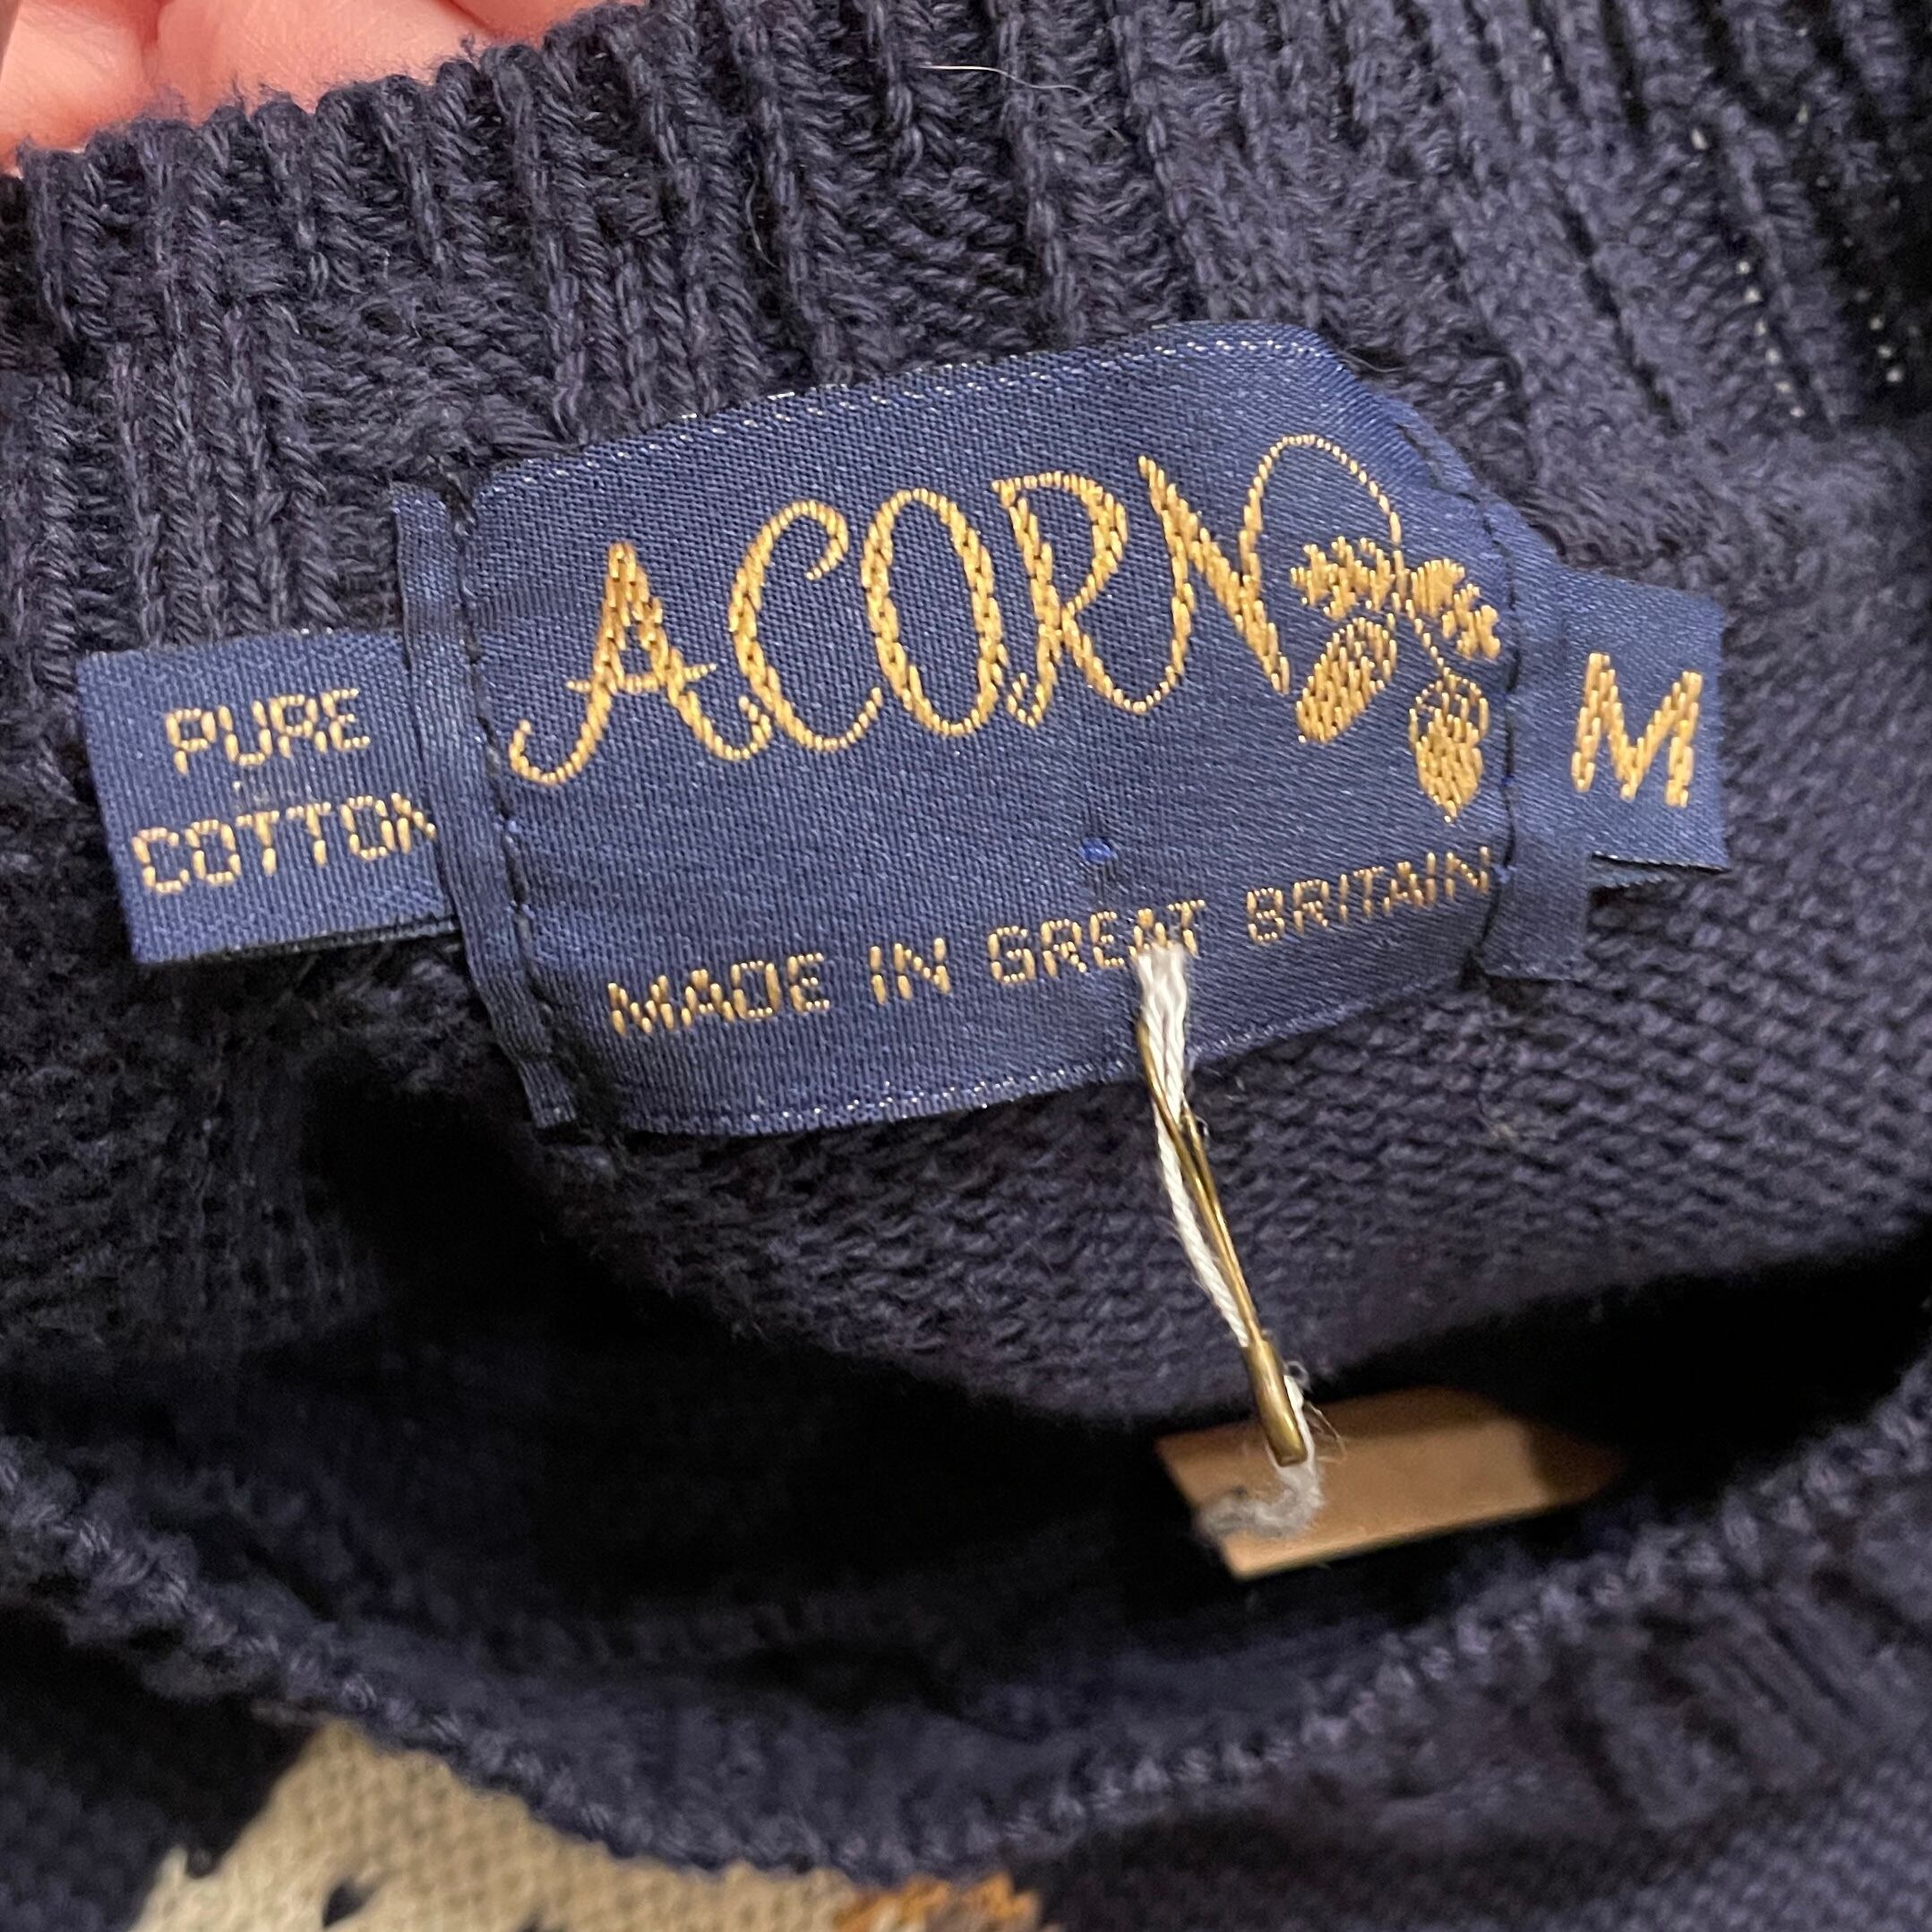 ACORN
PURE
COTTON
M
MADE IN GREAT BRITAIN